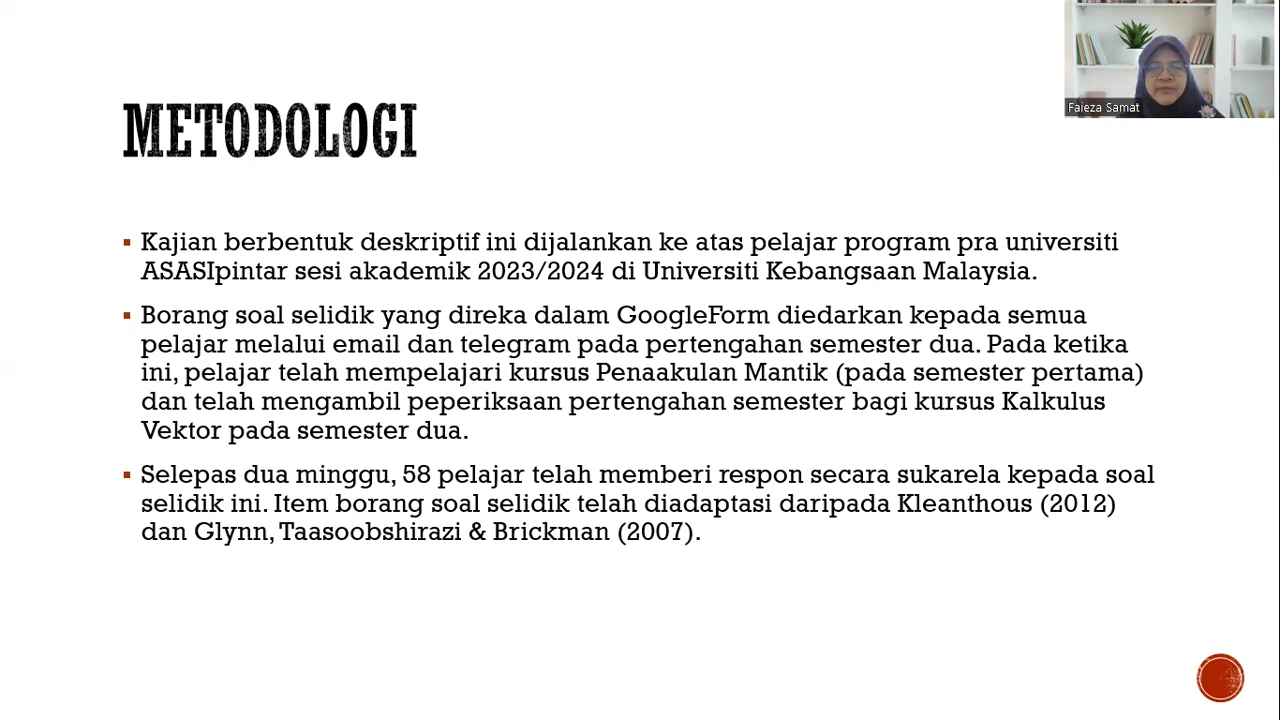 Faieza Samat
METODOLOGI
Kajian berbentuk deskriptif ini dijalankan ke atas pelajar program pra universiti
ASASIpintar sesi akademik 2023/2024 di Universiti Kebangsaan Malaysia.
Borang soal selidik yang direka dalam GoogleForm diedarkan kepada semua
pelajar melalui email dan telegram pada pertengahan semester dua. Pada ketika
ini, pelajar telah mempelajari kursus Penaakulan Mantik (pada semester pertama)
dan telah mengambil peperiksaan pertengahan semester bagi kursus Kalkulus
Vektor pada semester dua.
Selepas dua minggu, 58 pelajar telah memberi respon secara sukarela kepada soal
selidik ini. Item borang soal selidik telah diadaptasi daripada Kleanthous (2012)
dan Glynn, Taasoobshirazi & Brickman (2007).